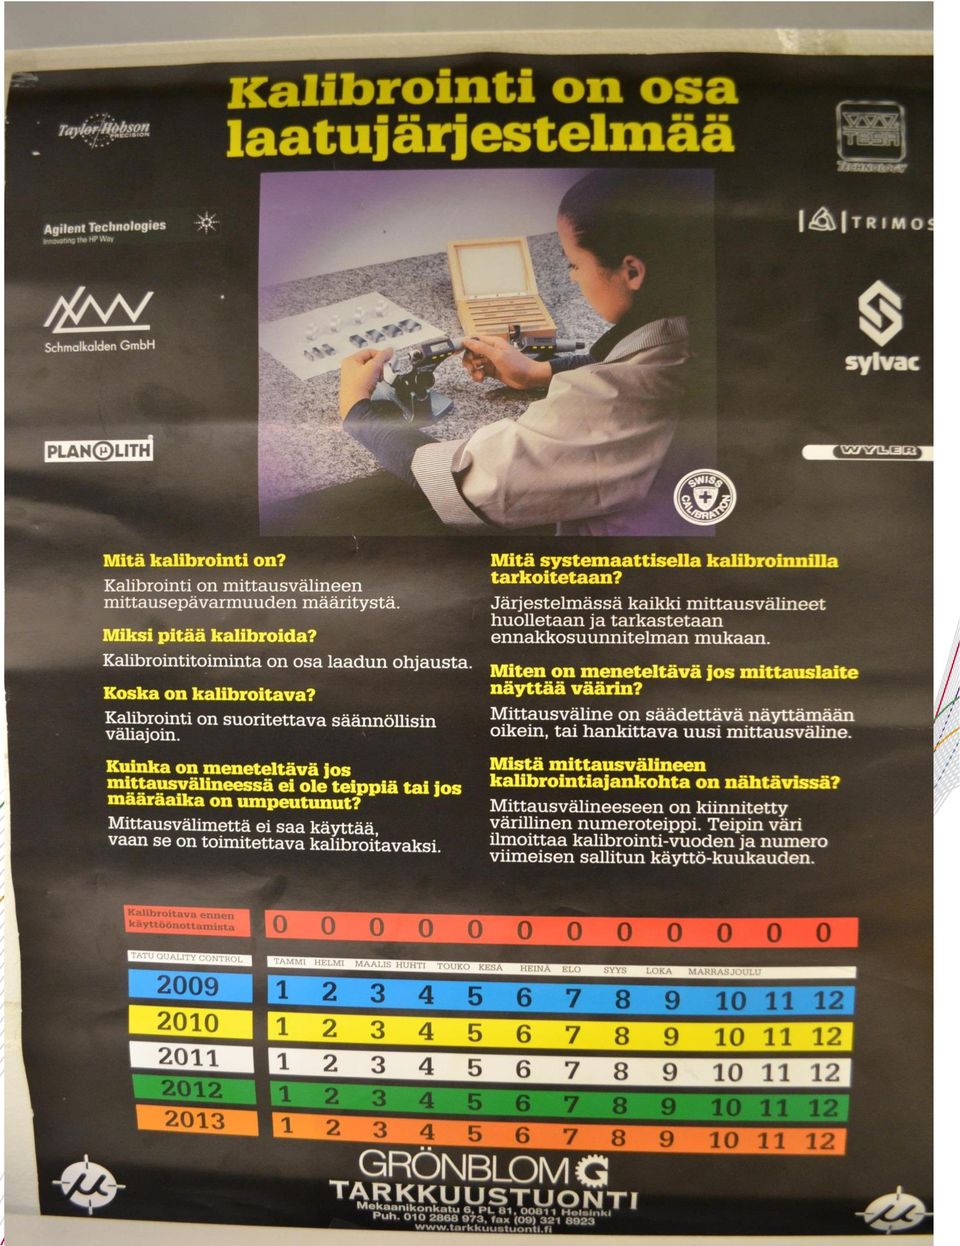 Kalibrointi on osa
laatujärjestelmää
Taylor Hobson
PRECISION
TESA
TECHNOLOGY
Agilent Technologies
Innovating the HP Way
TRIMOS
Schmalkalden GmbH
sylvac
PLANOLITH
WYLER
SWISS
CALIBRATION
Mitä kalibrointi on?
Kalibrointi on mittausvälineen
mittausepävarmuuden määritystä.
Miksi pitää kalibroida?
Kalibrointitoiminta on osa laadun ohjausta.
Koska on kalibroitava?
Kalibrointi on suoritettava säännöllisin
väliajoin.
Kuinka on meneteltävä jos
mittausvälineessä ei ole teippiä tai jos
määräaika on umpeutunut?
Mittausvälimettä ei saa käyttää,
vaan se on toimitettava kalibroitavaksi.
Mitä systemaattisella kalibroinnilla
tarkoitetaan?
Järjestelmässä kaikki mittausvälineet
huolletaan ja tarkastetaan
ennakkosuunnitelman mukaan.
Miten on meneteltävä jos mittauslaite
näyttää väärin?
Mittausväline on säädettävä näyttämään
oikein, tai hankittava uusi mittausväline.
Mistä mittausvälineen
kalibrointiajankohta on nähtävissä?
Mittausvälineeseen on kiinnitetty
värillinen numeroteippi. Teipin väri
ilmoittaa kalibrointi-vuoden ja numero
viimeisen sallitun käyttö-kuukauden.
Kalibroitava ennen
käyttöönottamista
0 0 0 0 0 0 0 0 0 0 0 0
TATU QUALITY CONTROL TAMMI HELMI MAALIS HUHTI TOUKO KESÄ HEINÄ ELO SYYS LOKA MARRASJOULU
2009 1 2 3 4 5 6 7 8 9 10 11 12
2010 1 2 3 4 5 6 7 8 9 10 11 12
2011 1 2 3 4 5 6 7 8 9 10 11 12
2012 1 2 3 4 5 6 7 8 9 10 11 12
2013 1 2 3 4 5 6 7 8 9 10 11 12
GRÖNBLOM G
TARKKUUSTUONTI
Mekaanikonkatu 6, PL 81, 00811 Helsinki
Puh. 010 2868 973, fax (09) 321 8923
www.tarkkuustuonti.fi
µ
µ